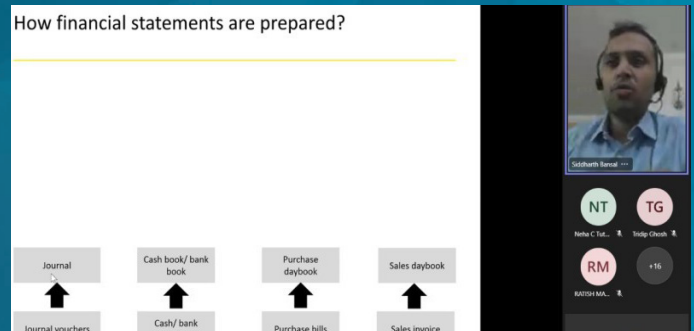 How financial statements are prepared?
Journal
Cash book/ bank
book
Purchase
daybook
Sales daybook
Journal vouchers
Cash/ bank
Purchase bills
Sales invoice
Siddharth Bansal ...
NT
TG
Neha C Tut...
Tridip Ghosh
RM
+16
RATISH MA...